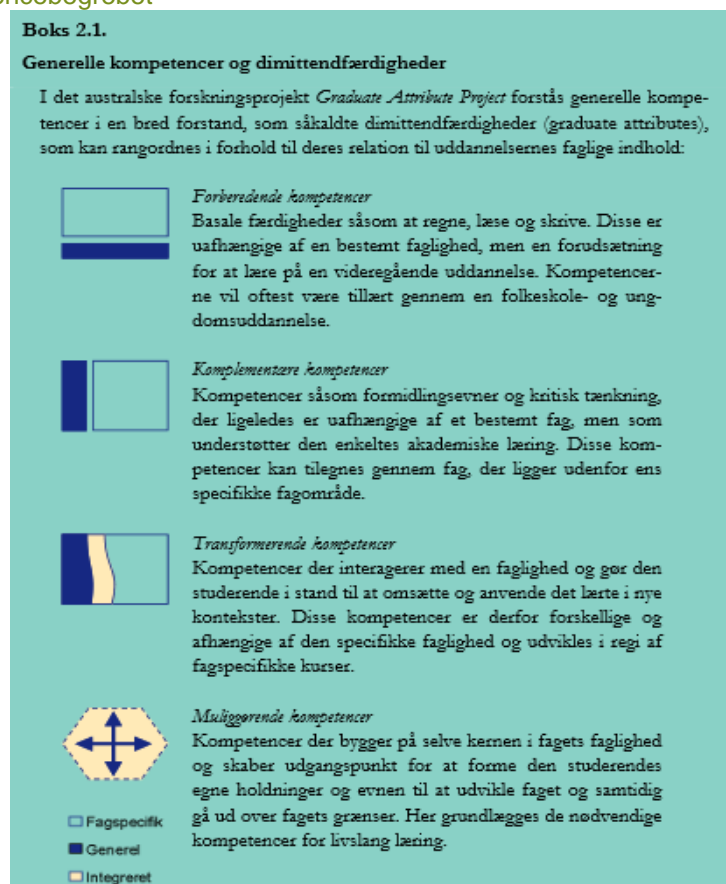 Boks 2.1.
Generelle kompetencer og dimittendfærdigheder
I det australske forskningsprojekt Graduate Attribute Project forstås generelle kompe-
tencer i en bred forstand, som såkaldte dimittendfærdigheder (graduate attributes),
som kan rangordnes i forhold til deres relation til uddannelsernes faglige indhold:
Forberedende kompetencer
Basale færdigheder såsom at regne, læse og skrive. Disse er
uafhængige af en bestemt faglighed, men en forudsætning
for at lære på en videregående uddannelse. Kompetencer-
ne vil oftest være tillært gennem en folkeskole- og ung-
domsuddannelse.
Komplementære kompetencer
Kompetencer såsom formidlingsevner og kritisk tænkning,
der ligeledes er uafhængige af et bestemt fag, men som
understøtter den enkeltes akademiske læring. Disse kom-
petencer kan tilegnes gennem fag, der ligger udenfor ens
specifikke fagområde.
Transformerende kompetencer
Kompetencer der interagerer med en faglighed og gør den
studerende i stand til at omsætte og anvende det lærte i nye
kontekster. Disse kompetencer er derfor forskellige og
afhængige af den specifikke faglighed og udvikles i regi af
fagspecifikke kurser.
Muliggørende kompetencer
Kompetencer der bygger på selve kernen i fagets faglighed
og skaber udgangspunkt for at forme den studerendes
egne holdninger og evnen til at udvikle faget og samtidig
gå ud over fagets grænser. Her grundlægges de nødvendige
kompetencer for livslang læring.
Fagspecifik
Generel
Integreret